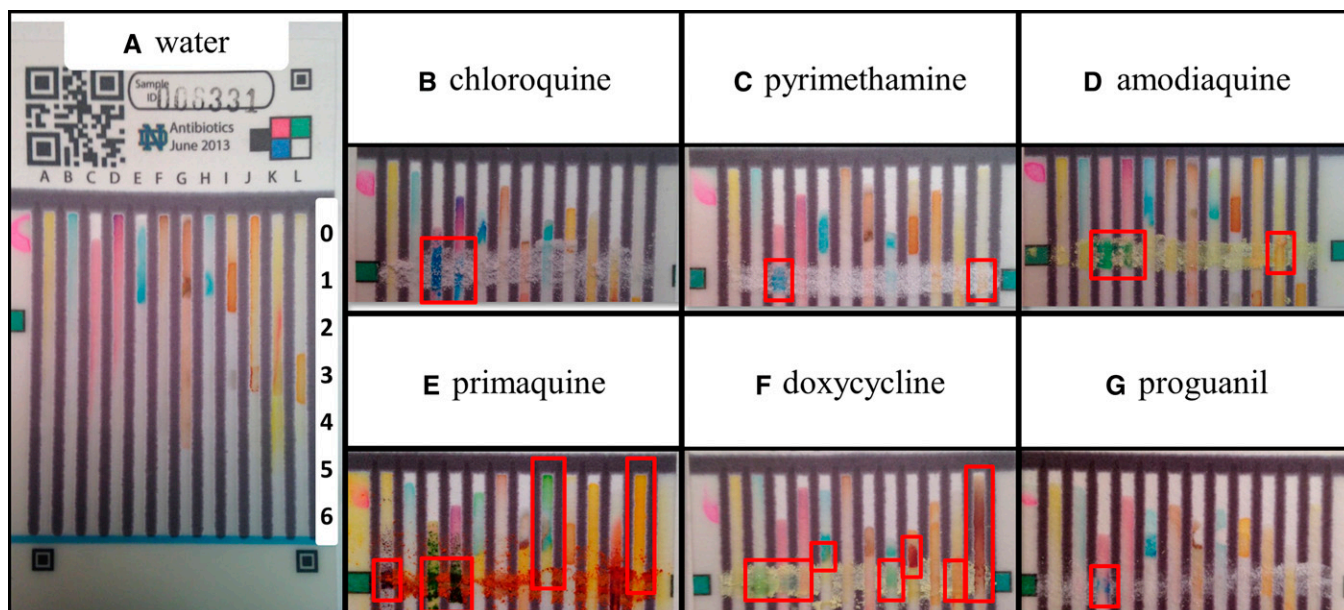 A water
Sample
ID
006331
Antibiotics
June 2013
A B C D E F G H I J K L
0
1
2
3
4
5
6
B chloroquine
C pyrimethamine
D amodiaquine
E primaquine
F doxycycline
G proguanil